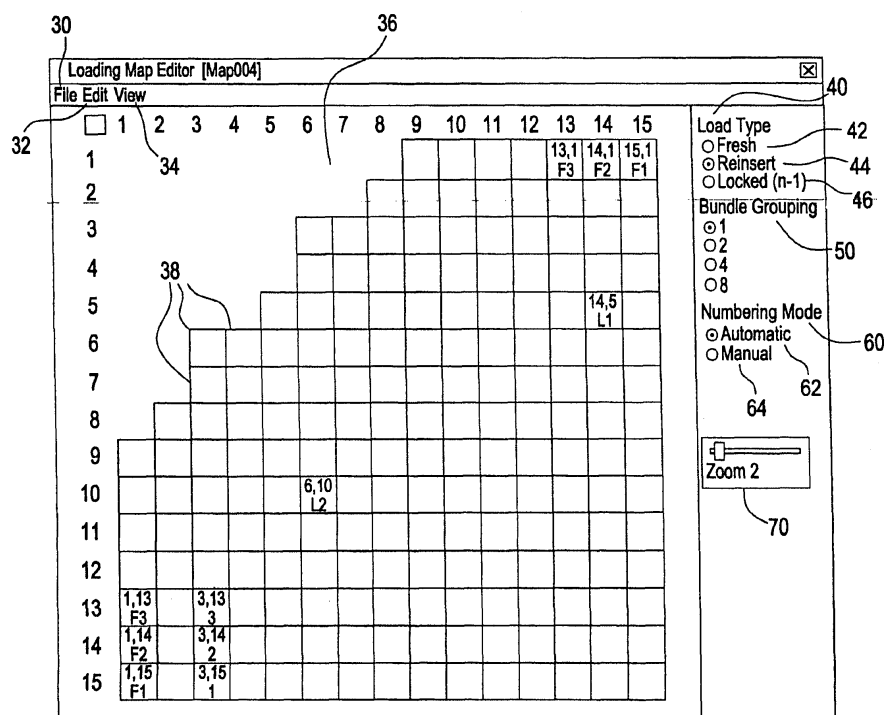 30
36
Loading Map Editor [Map004]
File Edit View
40
32
34
1 2 3 4 5 6 7 8 9 10 11 12 13 14 15
Load Type
Fresh
42
Reinsert
44
Locked (n-1)
46
1
13,1 14,1 15,1
F3 F2 F1
2
Bundle Grouping
50
1
2
4
8
3
4
38
5
14,5
L1
Numbering Mode
60
Automatic
62
Manual
64
6
7
8
9
Zoom 2
70
10
6,10
L2
11
12
13
1,13 3,13
F3 3
14
1,14 3,14
F2 2
15
1,15 3,15
F1 1